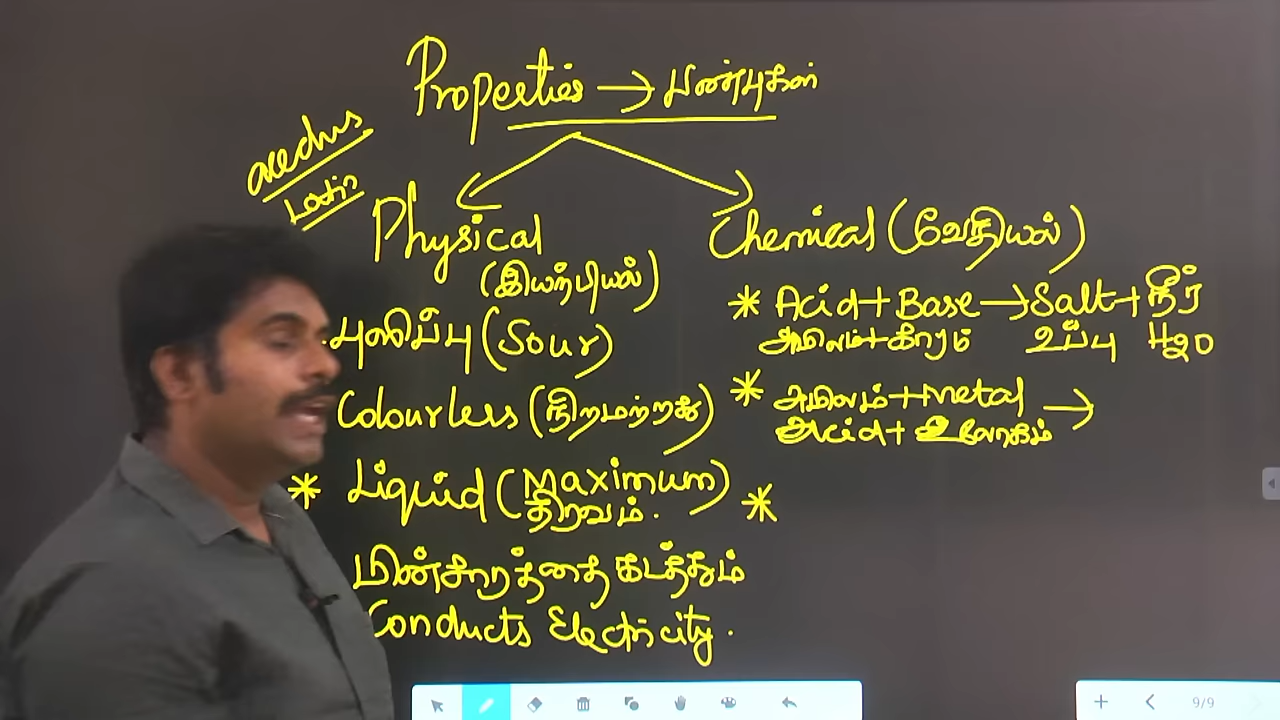 Properties → பண்புகள்
acedus
Latin
Physical
(இயற்பியல்)
புளிப்பு (Sour)
Colourless (நிறமற்றது)
* Liquid (Maximum)
திரவம்.
மின்சாரத்தை கடத்தும்
Conducts Electricity.
Chemical (வேதியியல்)
* Acid + Base → Salt + நீர்
அமிலம் + காரம் உப்பு H2O
* அமிலம் + Metal →
Acid + உலோகம்
*
9/9